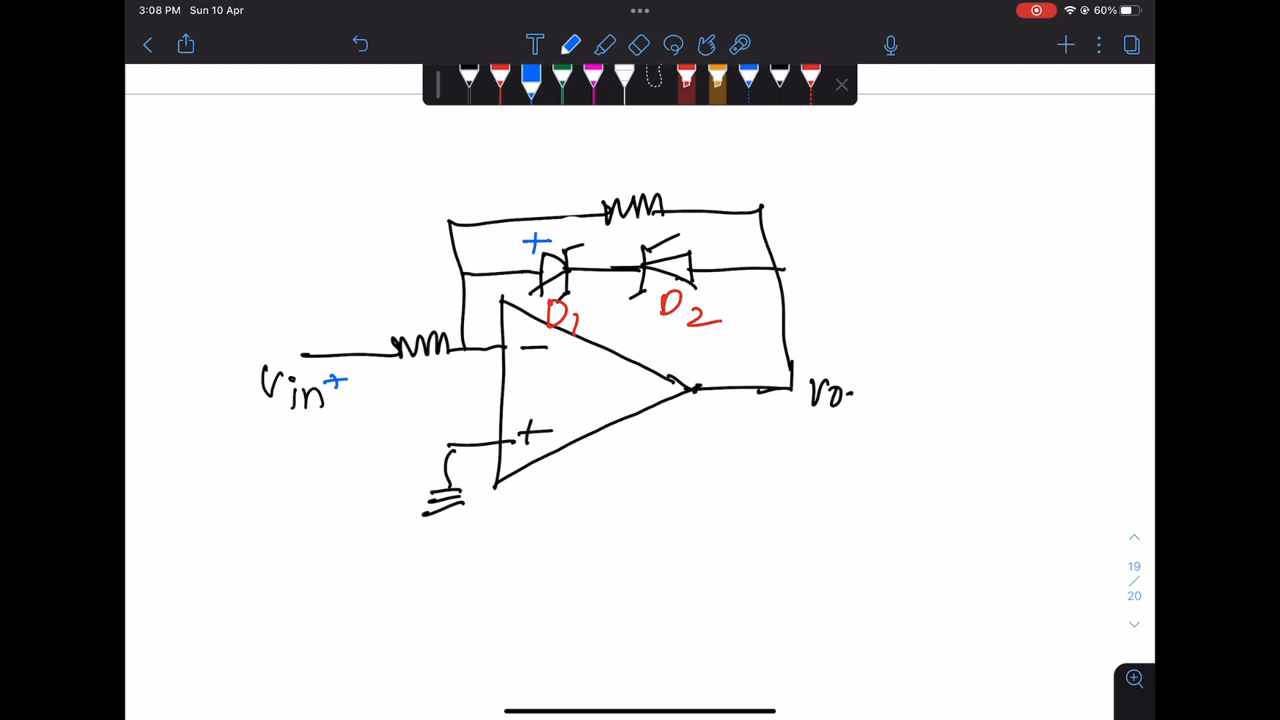 3:08 PM Sun 10 Apr
60%
T
+
D1
D2
−
Vin+
Vo.
+
19
/
20